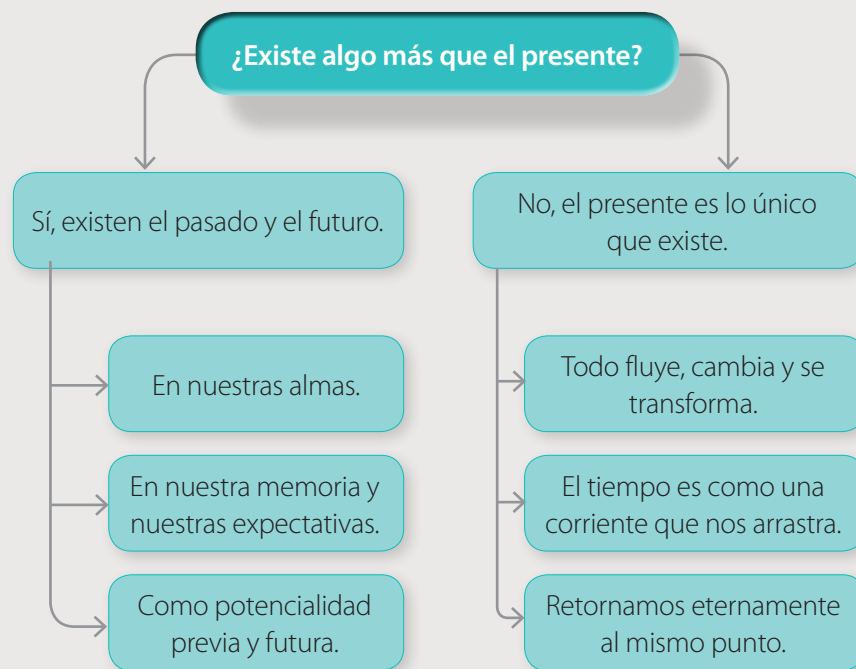 ¿Existe algo más que el presente?
Sí, existen el pasado y el futuro.
En nuestras almas.
En nuestra memoria y
nuestras expectativas.
Como potencialidad
previa y futura.
No, el presente es lo único
que existe.
Todo fluye, cambia y se
transforma.
El tiempo es como una
corriente que nos arrastra.
Retornamos eternamente
al mismo punto.